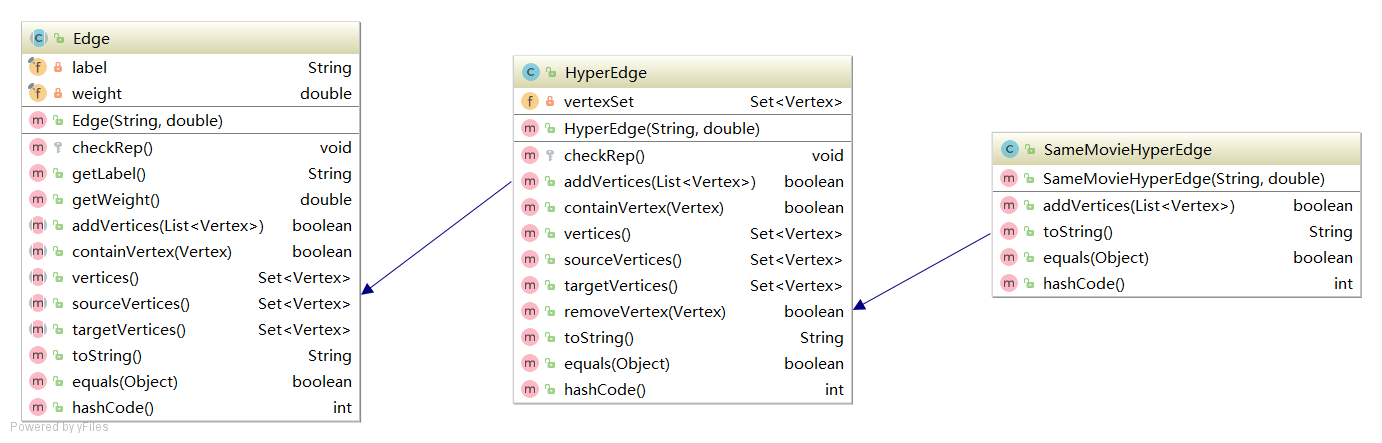 Edge
label String
weight double
Edge(String, double)
checkRep() void
getLabel() String
getWeight() double
addVertices(List<Vertex>) boolean
containVertex(Vertex) boolean
vertices() Set<Vertex>
sourceVertices() Set<Vertex>
targetVertices() Set<Vertex>
toString() String
equals(Object) boolean
hashCode() int
HyperEdge
vertexSet Set<Vertex>
HyperEdge(String, double)
checkRep() void
addVertices(List<Vertex>) boolean
containVertex(Vertex) boolean
vertices() Set<Vertex>
sourceVertices() Set<Vertex>
targetVertices() Set<Vertex>
removeVertex(Vertex) boolean
toString() String
equals(Object) boolean
hashCode() int
SameMovieHyperEdge
SameMovieHyperEdge(String, double)
addVertices(List<Vertex>) boolean
toString() String
equals(Object) boolean
hashCode() int
Powered by yFiles